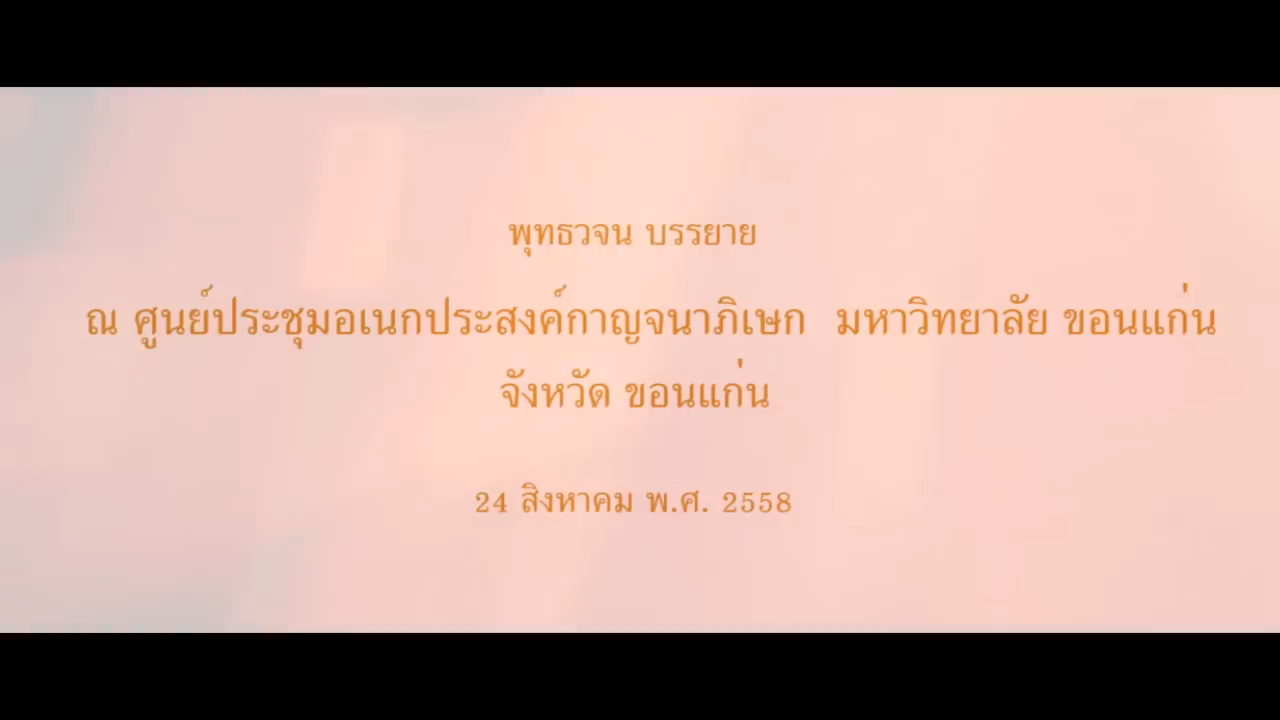 พุทธวจน บรรยาย
ณ ศูนย์ประชุมอเนกประสงค์กาญจนาภิเษก มหาวิทยาลัย ขอนแก่น
จังหวัด ขอนแก่น
24 สิงหาคม พ.ศ. 2558